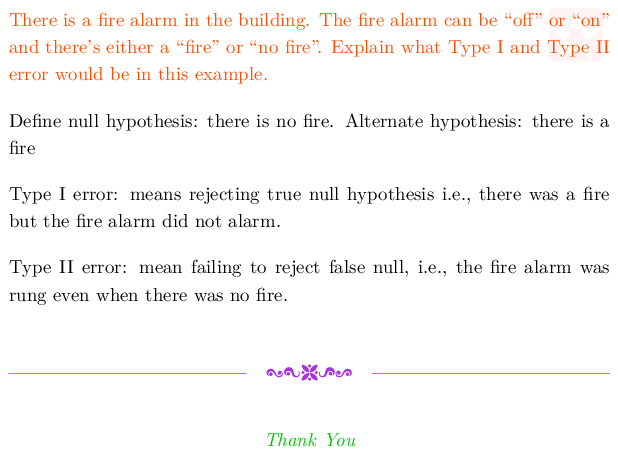 There is a fire alarm in the building. The fire alarm can be “off” or “on”
and there’s either a “fire” or “no fire”. Explain what Type I and Type II
error would be in this example.
Define null hypothesis: there is no fire. Alternate hypothesis: there is a
fire
Type I error: means rejecting true null hypothesis i.e., there was a fire
but the fire alarm did not alarm.
Type II error: mean failing to reject false null, i.e., the fire alarm was
rung even when there was no fire.
Thank You